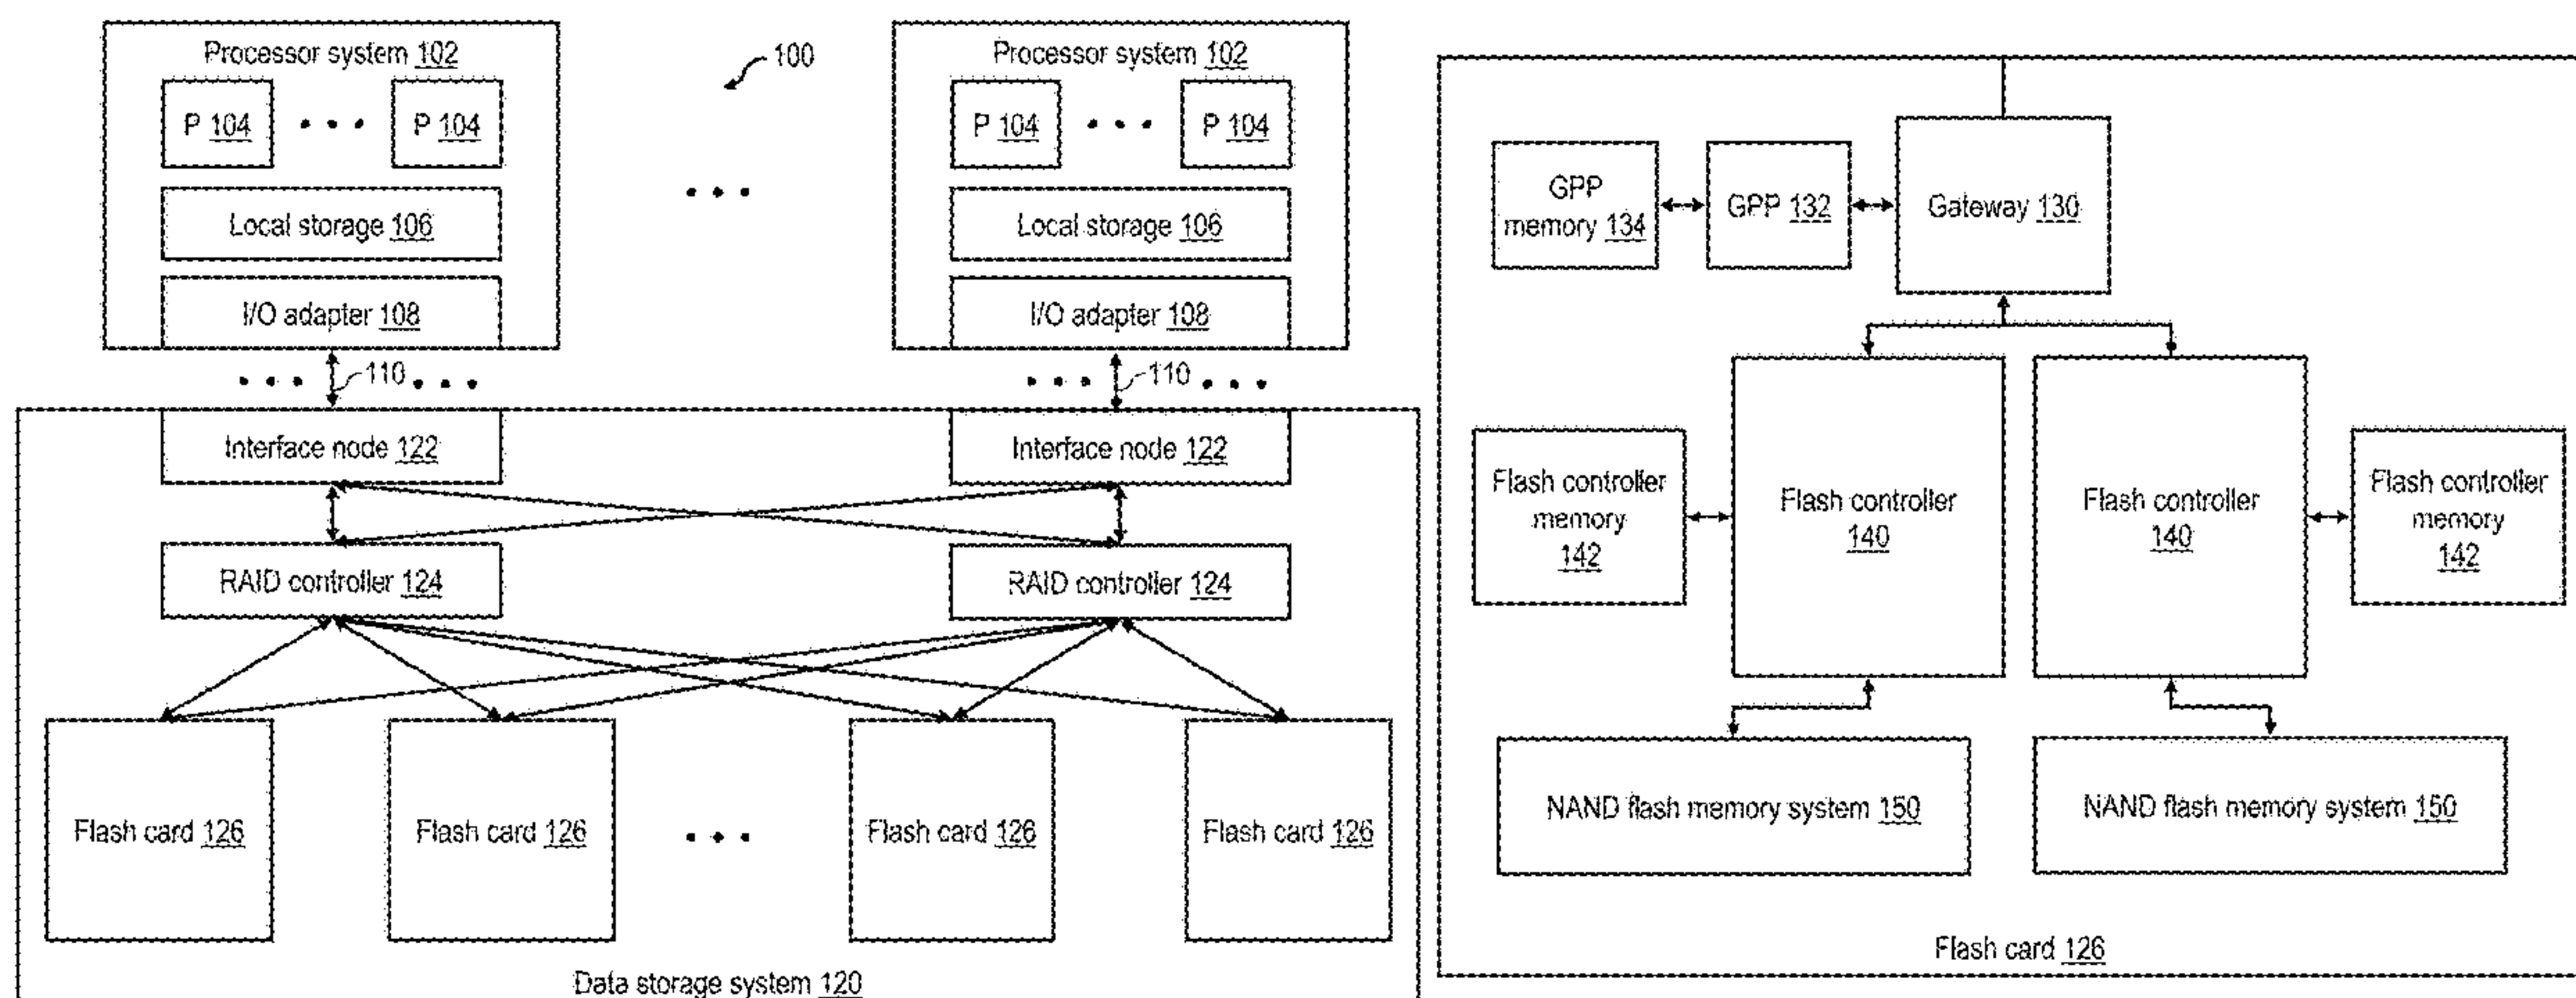 Processor system 102
P 104 • • • P 104
Local storage 106
I/O adapter 108
Processor system 102
P 104 • • • P 104
Local storage 106
I/O adapter 108
100
• • •
• • • 110 • • •
• • • 110 • • •
Interface node 122
Interface node 122
RAID controller 124
RAID controller 124
Flash card 126
Flash card 126
• • •
Flash card 126
Flash card 126
Data storage system 120
GPP
memory 134
GPP 132
Gateway 130
Flash controller
memory
142
Flash controller
140
Flash controller
140
Flash controller
memory
142
NAND flash memory system 150
NAND flash memory system 150
Flash card 126